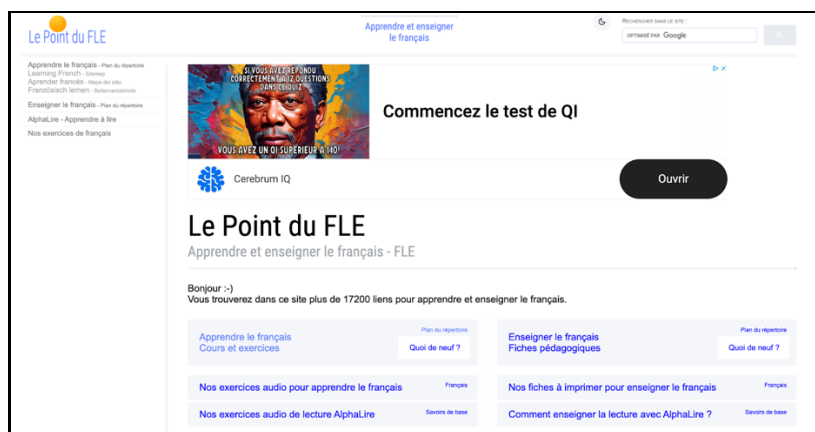 Le Point du FLE
Apprendre et enseigner
le français
RECHERCHER DANS LE SITE :
OPTIMISÉ PAR Google
Apprendre le français - Plan du répertoire
Learning French - Sitemap
Aprender francés - Mapa del sitio
Französisch lernen - Seitenverzeichnis
Enseigner le français - Plan du répertoire
AlphaLire - Apprendre à lire
Nos exercices de français
SI VOUS AVEZ RÉPONDU
CORRECTEMENT À 12 QUESTIONS
DANS CE QUIZ
VOUS AVEZ UN QI SUPÉRIEUR À 140!
Commencez le test de QI
Cerebrum IQ
Ouvrir
Le Point du FLE
Apprendre et enseigner le français - FLE
Bonjour :-)
Vous trouverez dans ce site plus de 17200 liens pour apprendre et enseigner le français.
Apprendre le français
Cours et exercices
Plan du répertoire
Quoi de neuf ?
Enseigner le français
Fiches pédagogiques
Plan du répertoire
Quoi de neuf ?
Nos exercices audio pour apprendre le français
Français
Nos fiches à imprimer pour enseigner le français
Français
Nos exercices audio de lecture AlphaLire
Savoirs de base
Comment enseigner la lecture avec AlphaLire ?
Savoirs de base